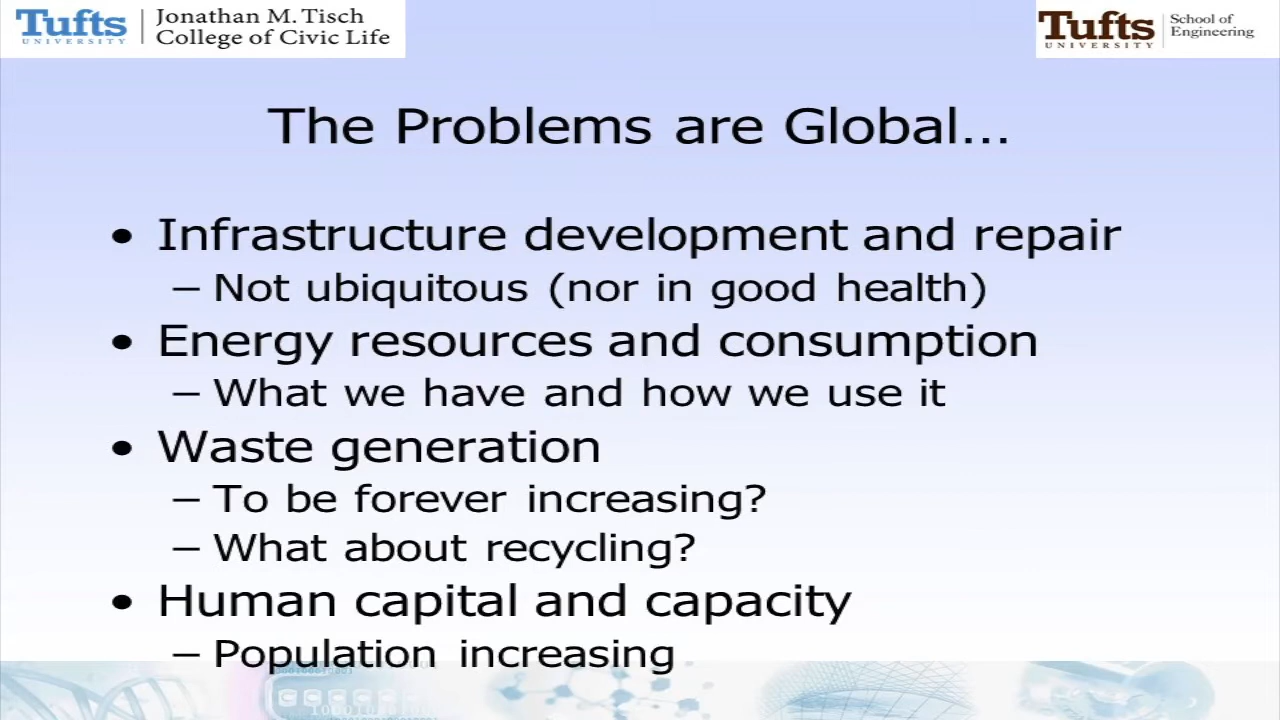 Tufts
UNIVERSITY
Jonathan M. Tisch
College of Civic Life
Tufts
UNIVERSITY
School of
Engineering
The Problems are Global...
• Infrastructure development and repair
– Not ubiquitous (nor in good health)
• Energy resources and consumption
– What we have and how we use it
• Waste generation
– To be forever increasing?
– What about recycling?
• Human capital and capacity
– Population increasing